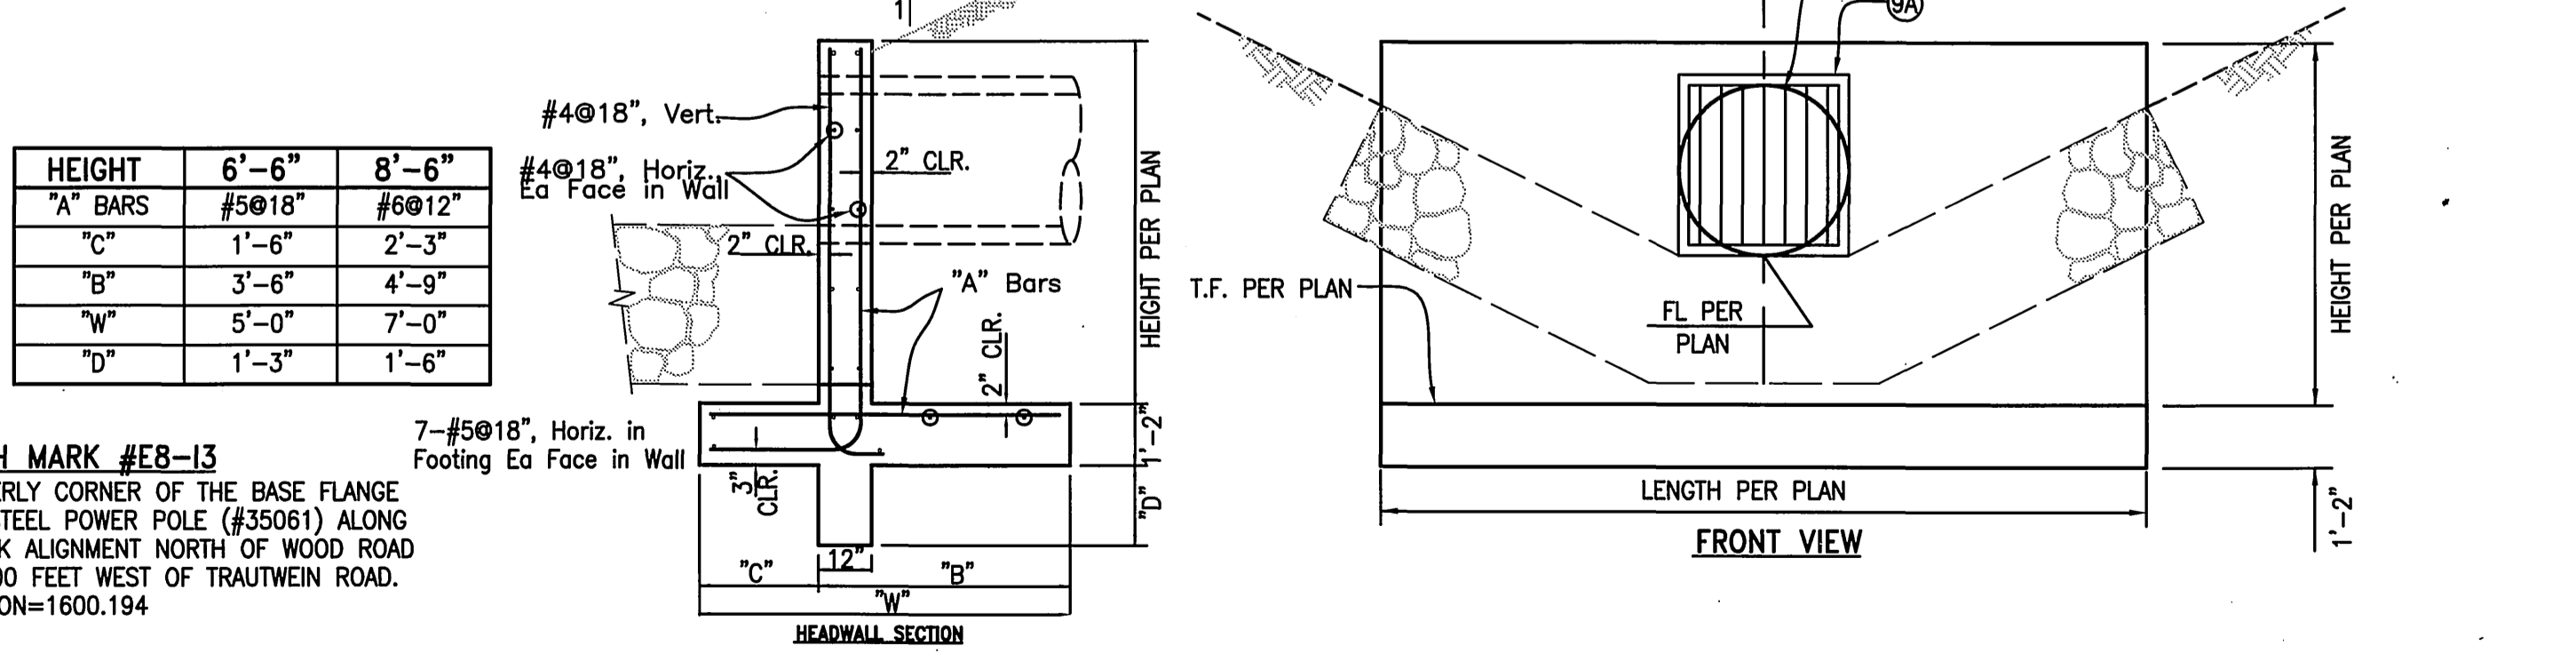 HEIGHT 6'-6" 8'-6"
"A" BARS #5@18" #6@12"
"C" 1'-6" 2'-3"
"B" 3'-6" 4'-9"
"W" 5'-0" 7'-0"
"D" 1'-3" 1'-6"
MARK #E8-13
CORNER OF THE BASE FLANGE
POWER POLE (#35061) ALONG
ALIGNMENT NORTH OF WOOD ROAD
FEET WEST OF TRAUTWEIN ROAD.
=1600.194
1
#4@18", Vert.
#4@18", Horiz.,
Ea Face in Wall
2" CLR.
2" CLR.
"A" Bars
2" CLR.
HEIGHT PER PLAN
7-#5@18", Horiz. in
Footing Ea Face in Wall
3"
CLR.
1'-2"
"D"
12"
"C"
"B"
"W"
HEADWALL SECTION
9A
T.F. PER PLAN
FL PER
PLAN
HEIGHT PER PLAN
LENGTH PER PLAN
1'-2"
FRONT VIEW